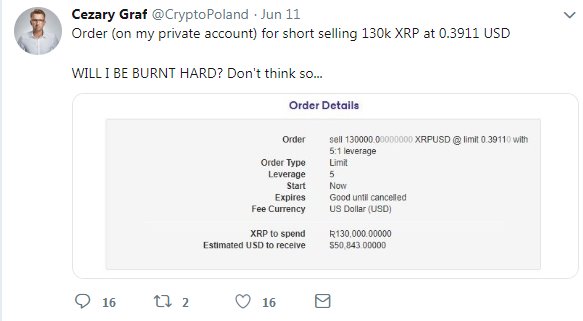 Cezary Graf @CryptoPoland · Jun 11
Order (on my private account) for short selling 130k XRP at 0.3911 USD
WILL I BE BURNT HARD? Don't think so...
Order Details
Order sell 130000.00000000 XRPUSD @ limit 0.39110 with
5:1 leverage
Order Type Limit
Leverage 5
Start Now
Expires Good until cancelled
Fee Currency US Dollar (USD)
XRP to spend Ʀ130,000.00000
Estimated USD to receive $50,843.00000
16 2 16